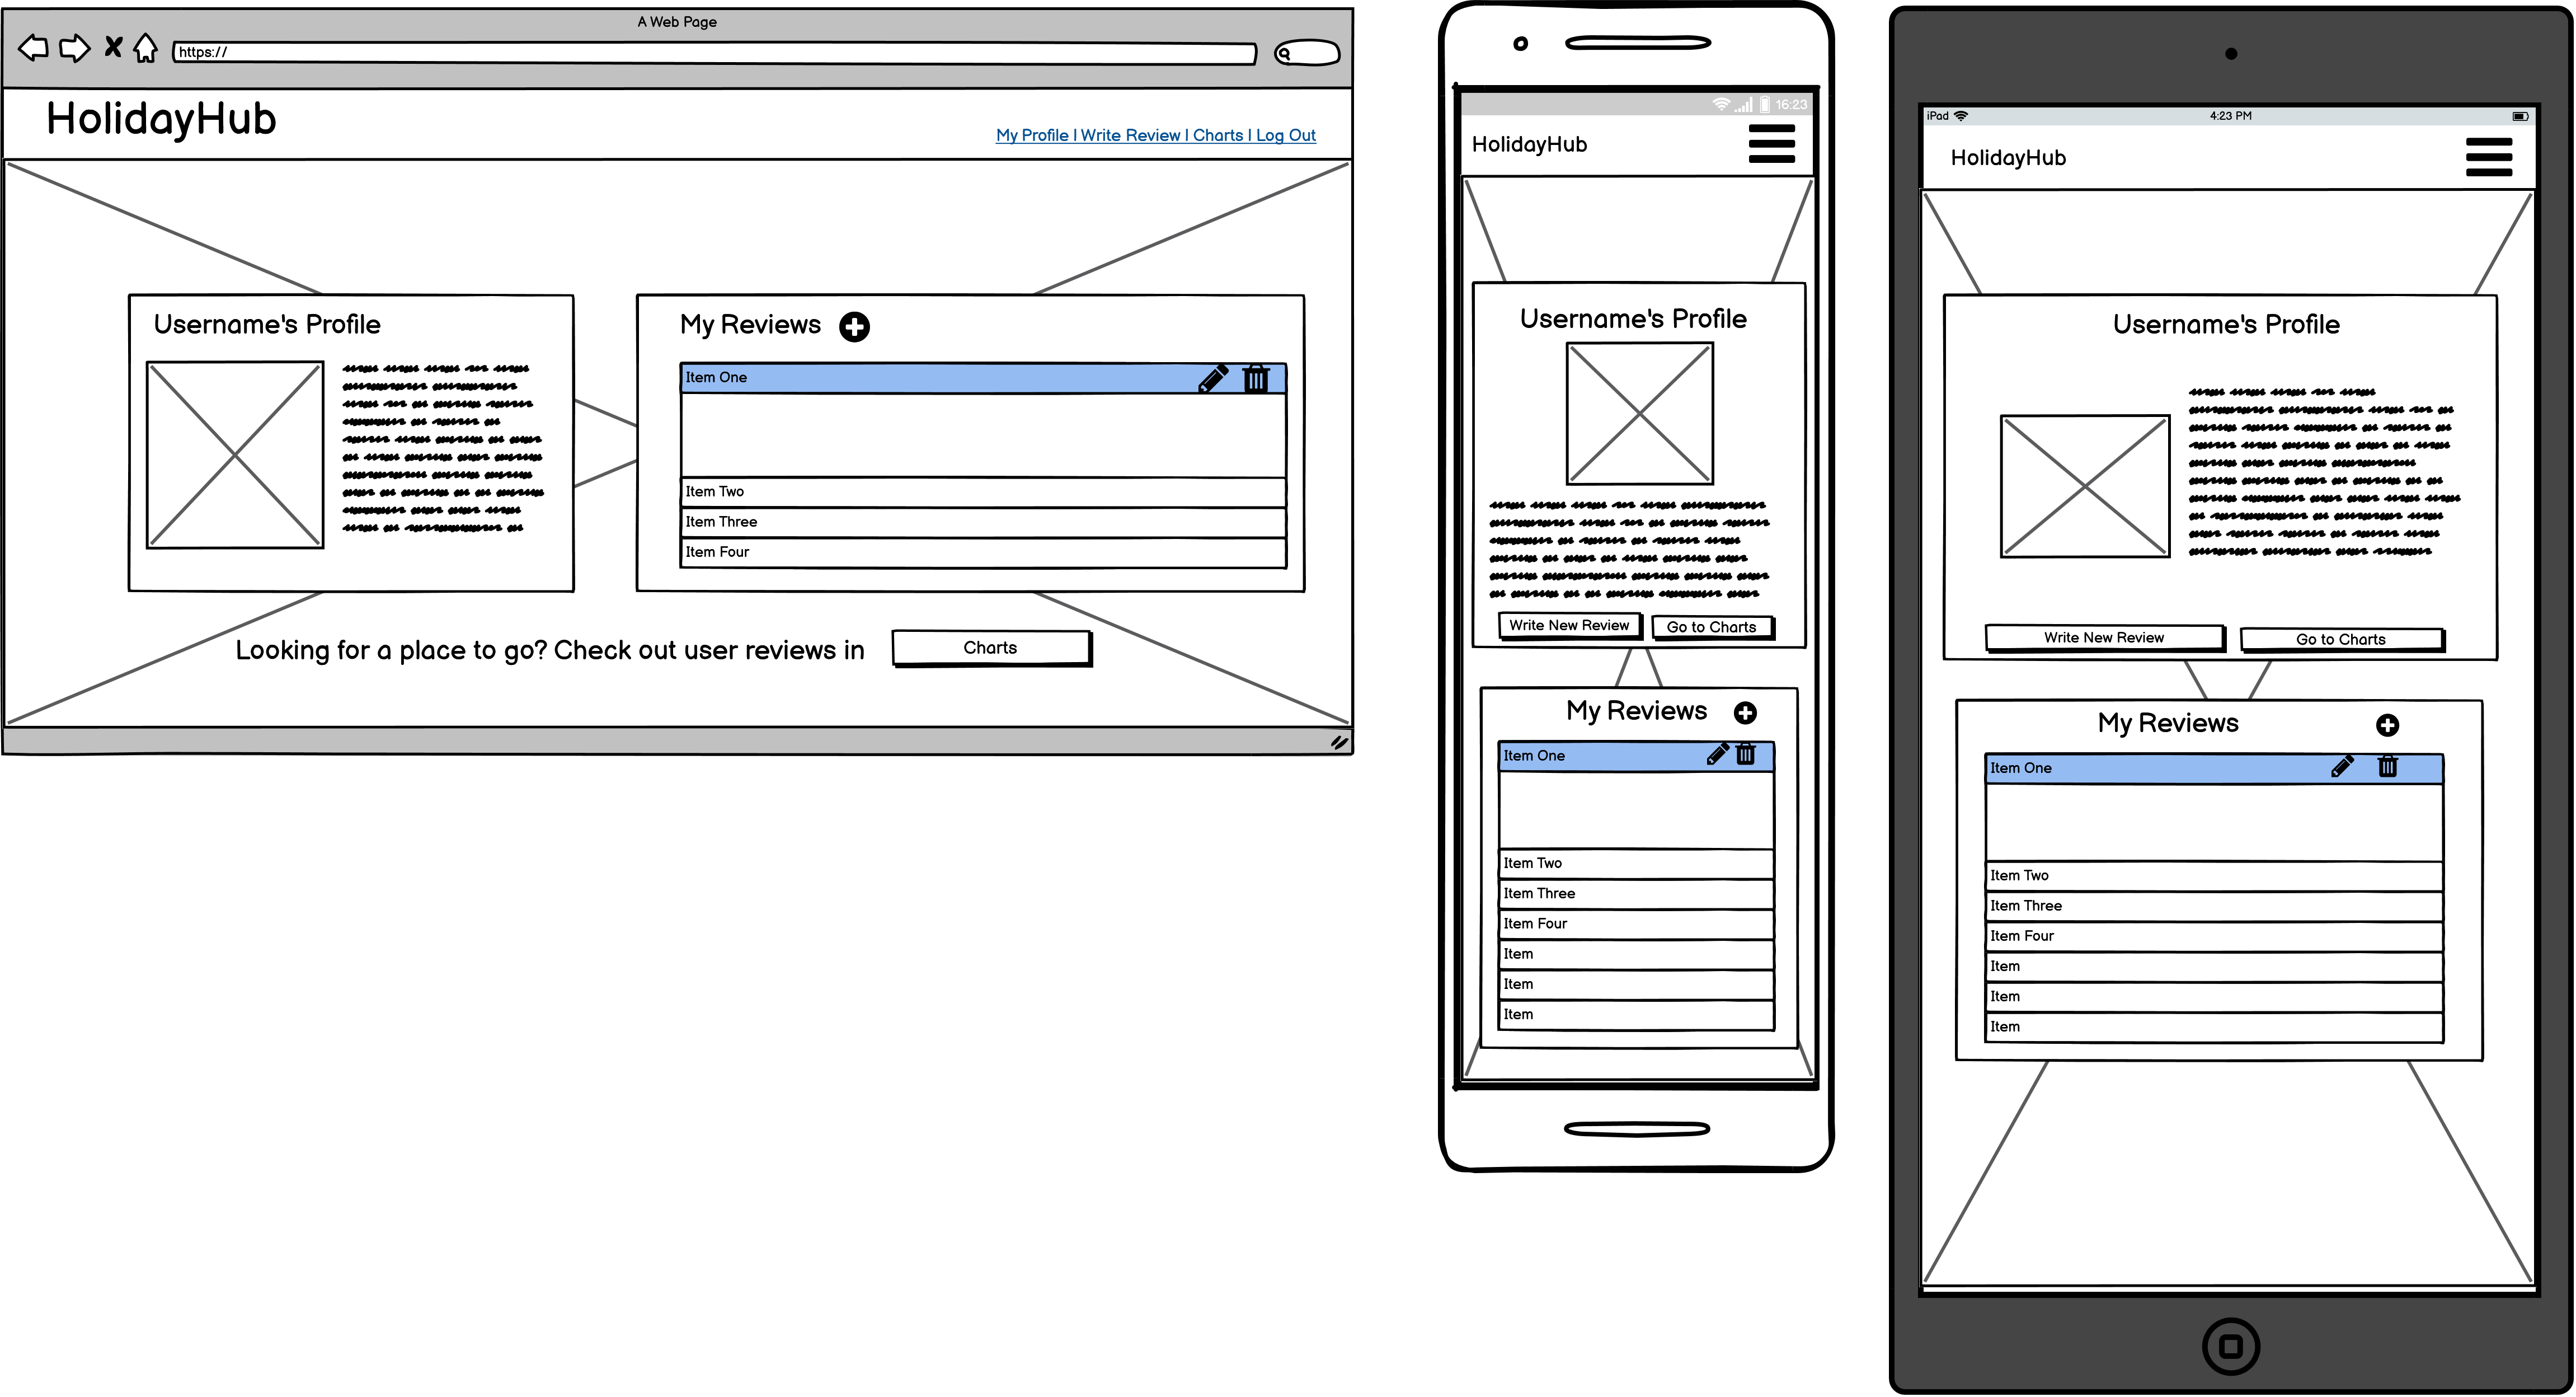 A Web Page
https://
HolidayHub
My Profile | Write Review | Charts | Log Out
Username's Profile
My Reviews
Item One
Item Two
Item Three
Item Four
Looking for a place to go? Check out user reviews in
Charts
16:23
HolidayHub
Username's Profile
Write New Review
Go to Charts
My Reviews
Item One
Item Two
Item Three
Item Four
Item
Item
Item
iPad
4:23 PM
HolidayHub
Username's Profile
Write New Review
Go to Charts
My Reviews
Item One
Item Two
Item Three
Item Four
Item
Item
Item